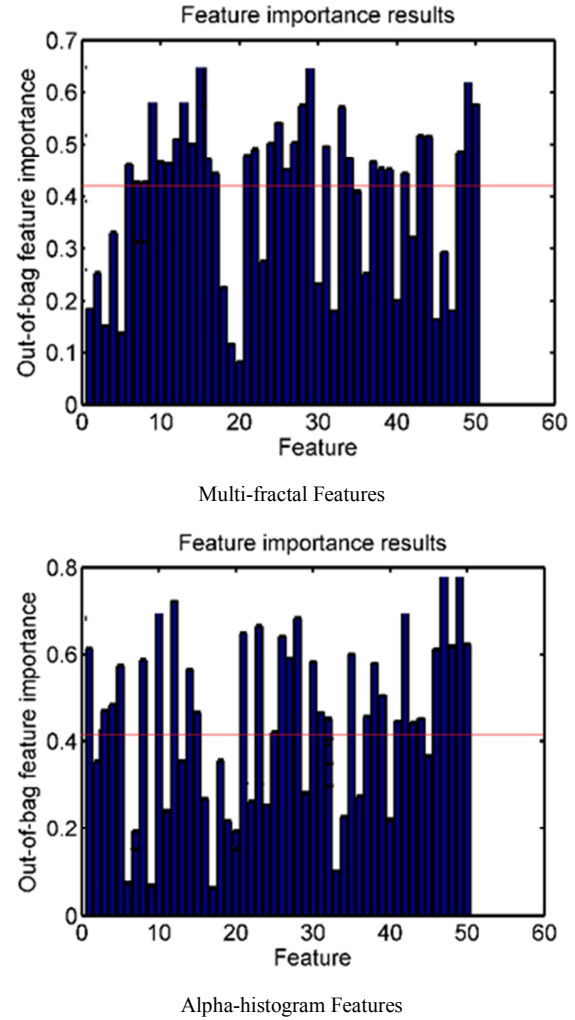 Feature importance results
Out-of-bag feature importance
0.7
0.6
0.5
0.4
0.3
0.2
0.1
0
0 10 20 30 40 50 60
Feature
Multi-fractal Features
Feature importance results
Out-of-bag feature importance
0.8
0.6
0.4
0.2
0
0 10 20 30 40 50 60
Feature
Alpha-histogram Features